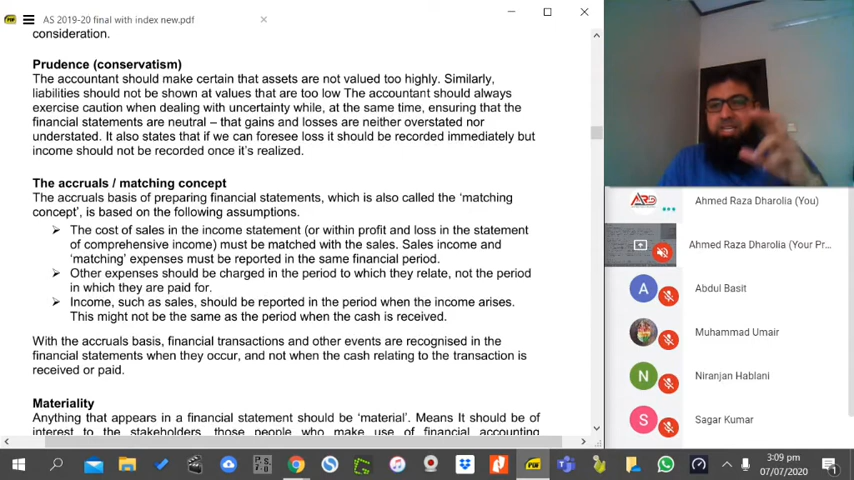 AS 2019-20 final with index new.pdf
consideration.
Prudence (conservatism)
The accountant should make certain that assets are not valued too highly. Similarly,
liabilities should not be shown at values that are too low The accountant should always
exercise caution when dealing with uncertainty while, at the same time, ensuring that the
financial statements are neutral – that gains and losses are neither overstated nor
understated. It also states that if we can foresee loss it should be recorded immediately but
income should not be recorded once it's realized.
The accruals / matching concept
The accruals basis of preparing financial statements, which is also called the 'matching
concept', is based on the following assumptions.
The cost of sales in the income statement (or within profit and loss in the statement
of comprehensive income) must be matched with the sales. Sales income and
'matching' expenses must be reported in the same financial period.
Other expenses should be charged in the period to which they relate, not the period
in which they are paid for.
Income, such as sales, should be reported in the period when the income arises.
This might not be the same as the period when the cash is received.
With the accruals basis, financial transactions and other events are recognised in the
financial statements when they occur, and not when the cash relating to the transaction is
received or paid.
Materiality
Anything that appears in a financial statement should be 'material'. Means It should be of
interest to the stakeholders, those people who make use of financial accounting
ARD
Ahmed Raza Dharolia (You)
Ahmed Raza Dharolia (Your Pr...
A
Abdul Basit
Muhammad Umair
N
Niranjan Hablani
S
Sagar Kumar
3:09 pm
07/07/2020